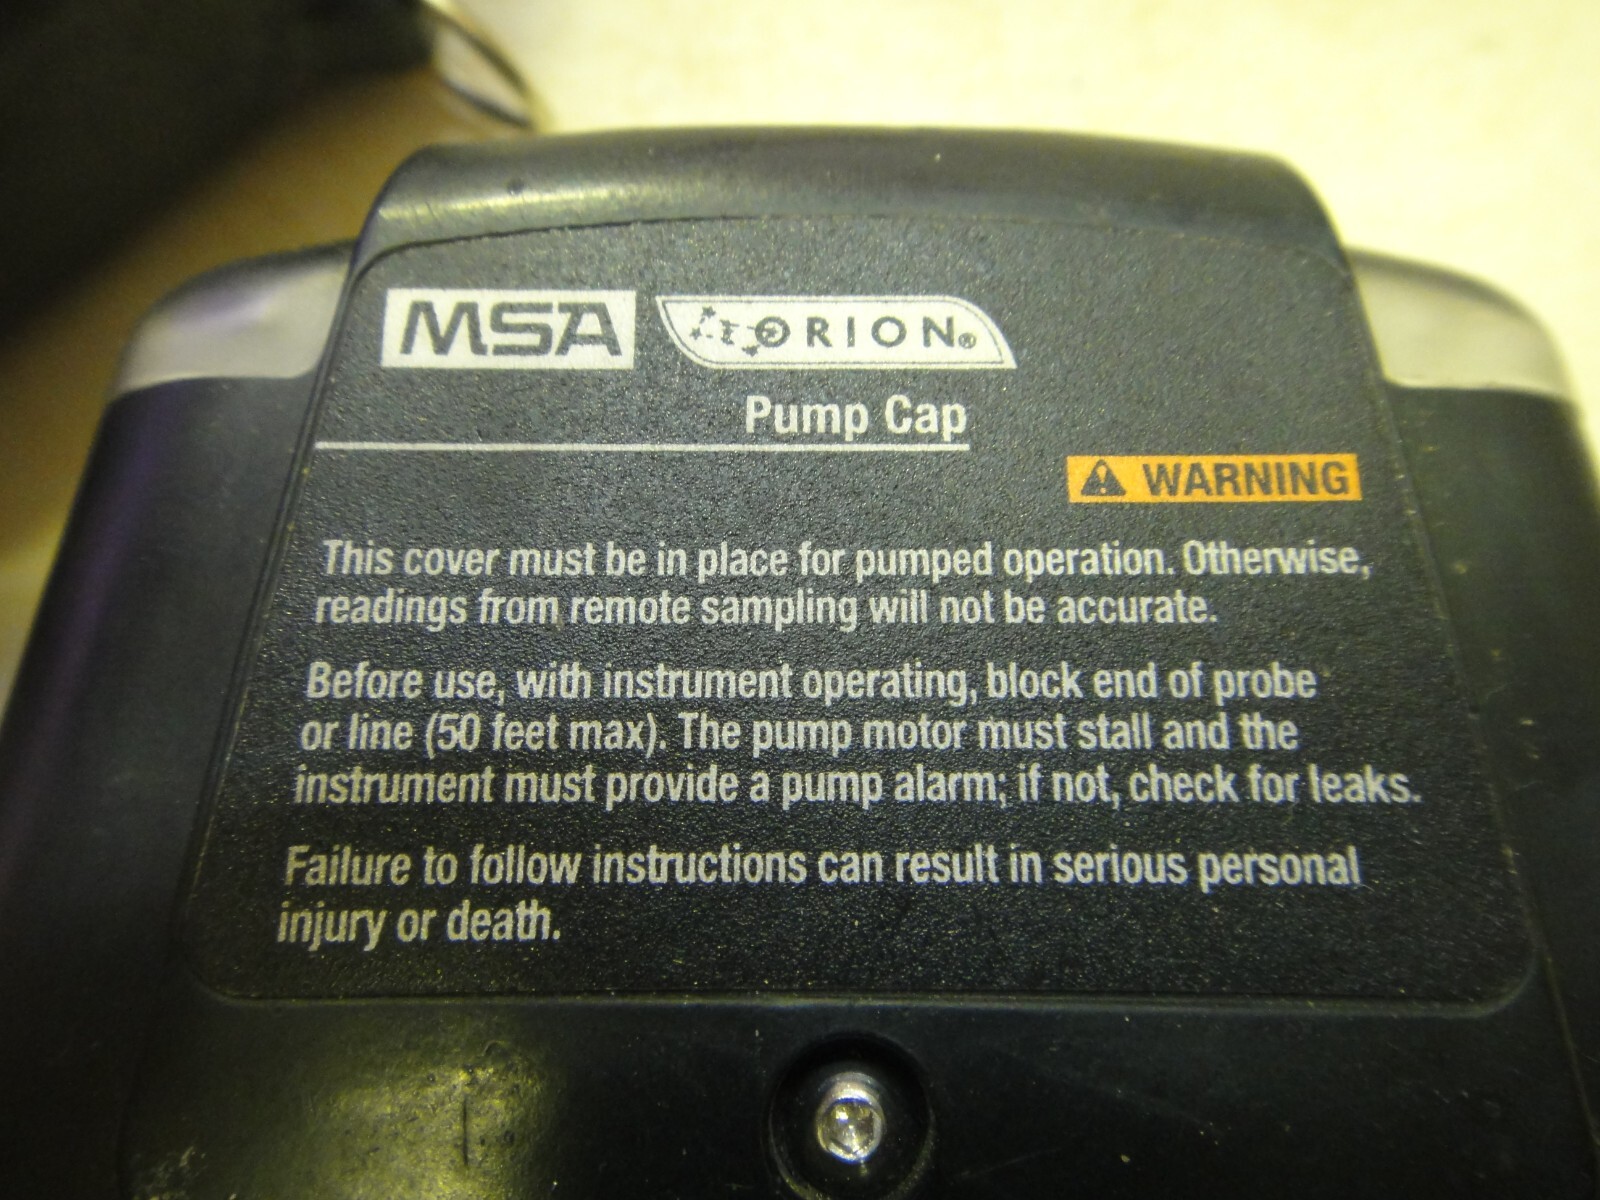 MSA ORION®
Pump Cap
WARNING
This cover must be in place for pumped operation. Otherwise,
readings from remote sampling will not be accurate.
Before use, with instrument operating, block end of probe
or line (50 feet max). The pump motor must stall and the
instrument must provide a pump alarm; if not, check for leaks.
Failure to follow instructions can result in serious personal
injury or death.